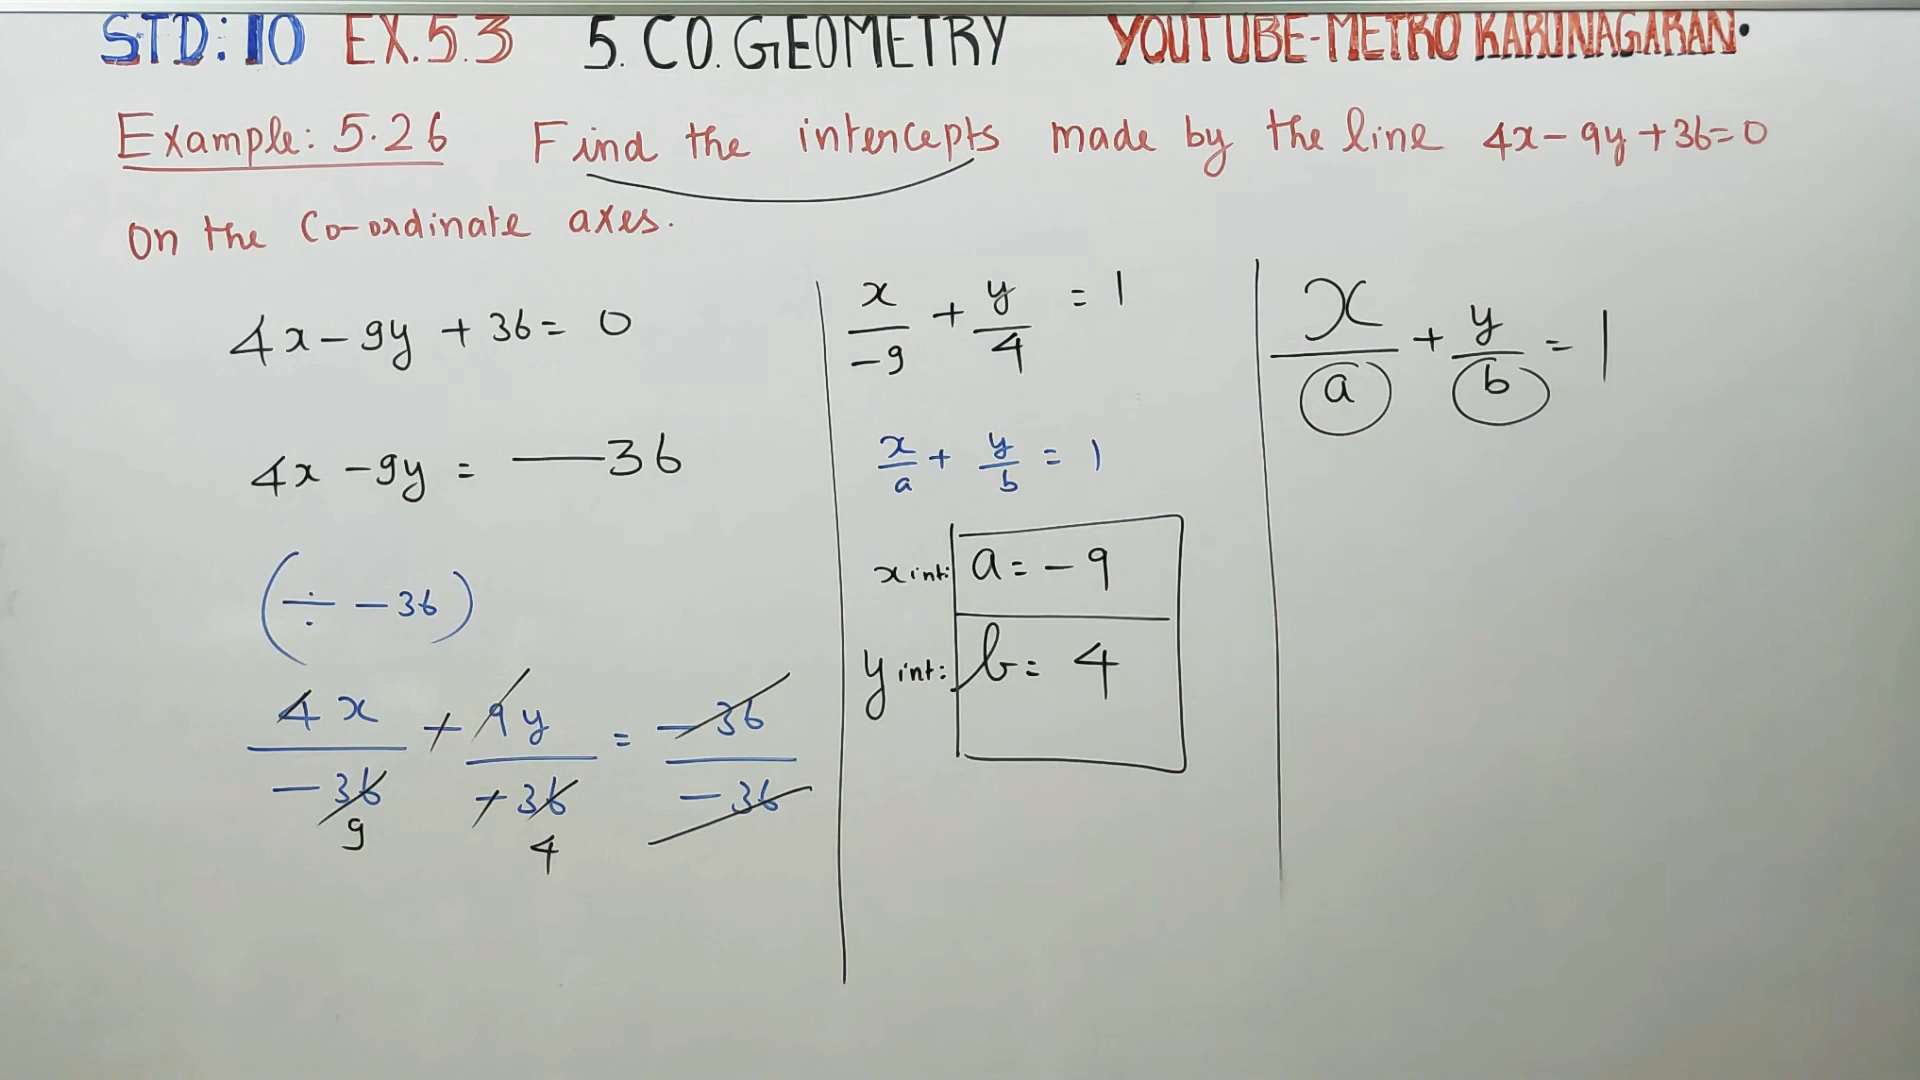 STD: 10 EX.5.3 5. CO. GEOMETRY YOUTUBE-METRO KARUNAGARAN.
Example: 5.26 Find the intercepts made by the line 4x - 9y + 36 = 0
on the Co-ordinate axes.
4x - 9y + 36 = 0
4x - 9y = -36
(÷ -36)
4x/-36 + 9y/+36 = -36/-36
9
4
x/-9 + y/4 = 1
x/a + y/b = 1
x int: a = -9
y int: b = 4
x/a + y/b = 1